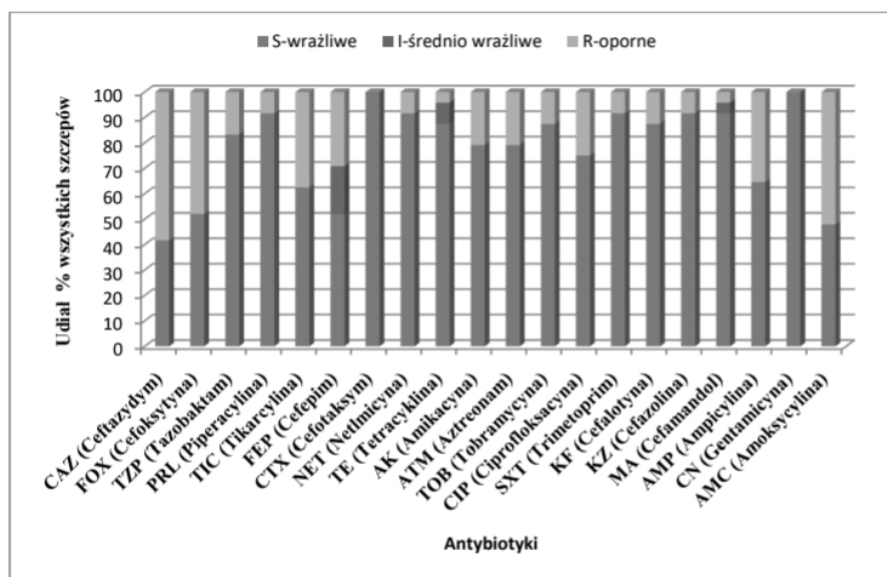 S-wrażliwe I-średnio wrażliwe R-oporne
Udział % wszystkich szczepów
100
90
80
70
60
50
40
30
20
10
0
CAZ (Ceftazydym)
FOX (Cefoksytyna)
TZP (Tazobaktam)
PRL (Piperacylina)
TIC (Tikarcylina)
FEP (Cefepim)
CTX (Cefotaksym)
NET (Netlmicyna)
TE (Tetracyklina)
AK (Amikacyna)
ATM (Aztreonam)
TOB (Tobramycyna)
CIP (Ciprofloksacyna)
SXT (Trimetoprim)
KF (Cefalotyna)
KZ (Cefazolina)
MA (Cefamandol)
AMP (Ampicylina)
CN (Gentamicyna)
AMC (Amoksycylina)
Antybiotyki